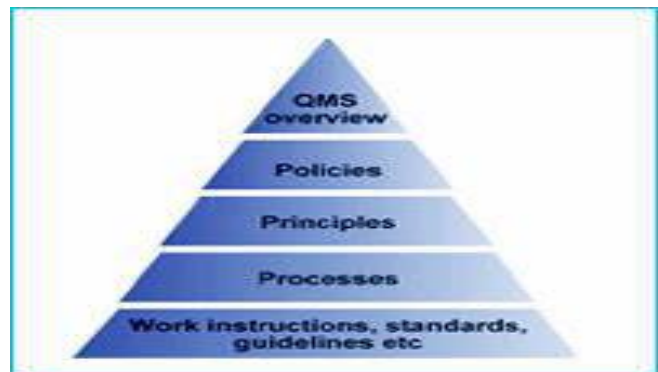 QMS
overview
Policies
Principles
Processes
Work instructions, standards,
guidelines etc